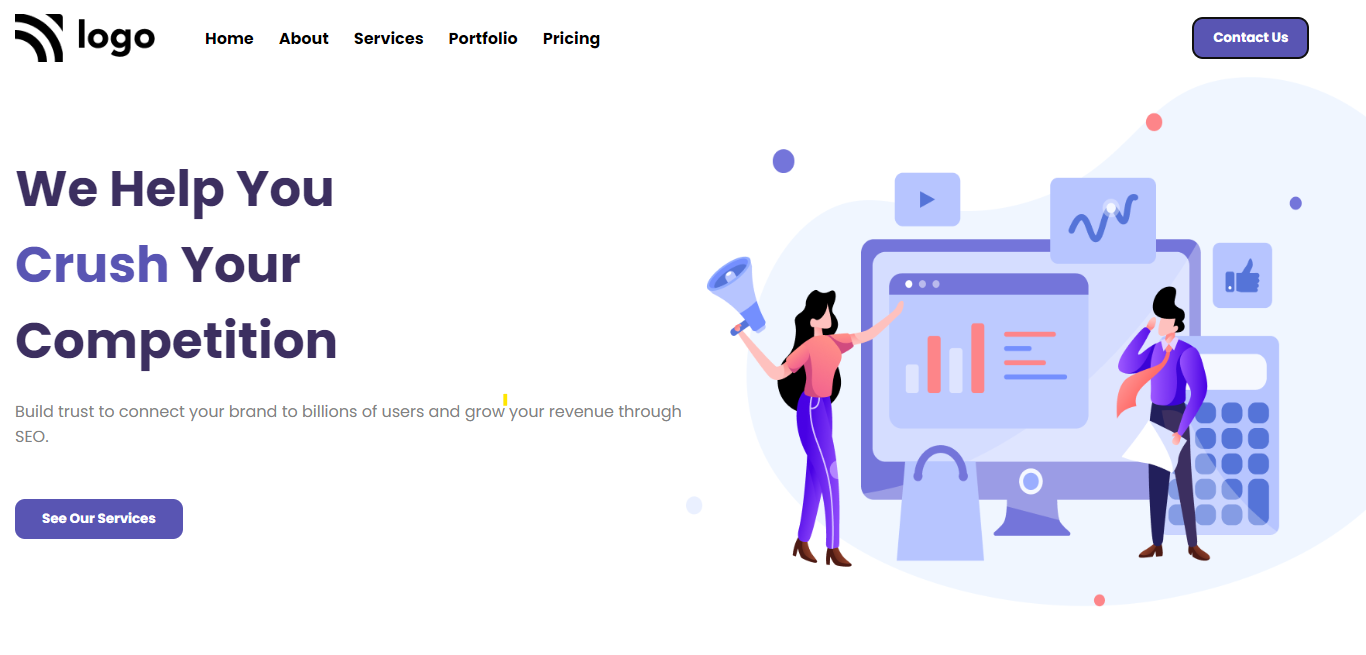 logo
Home About Services Portfolio Pricing
Contact Us
We Help You
Crush Your
Competition
Build trust to connect your brand to billions of users and grow your revenue through
SEO.
See Our Services